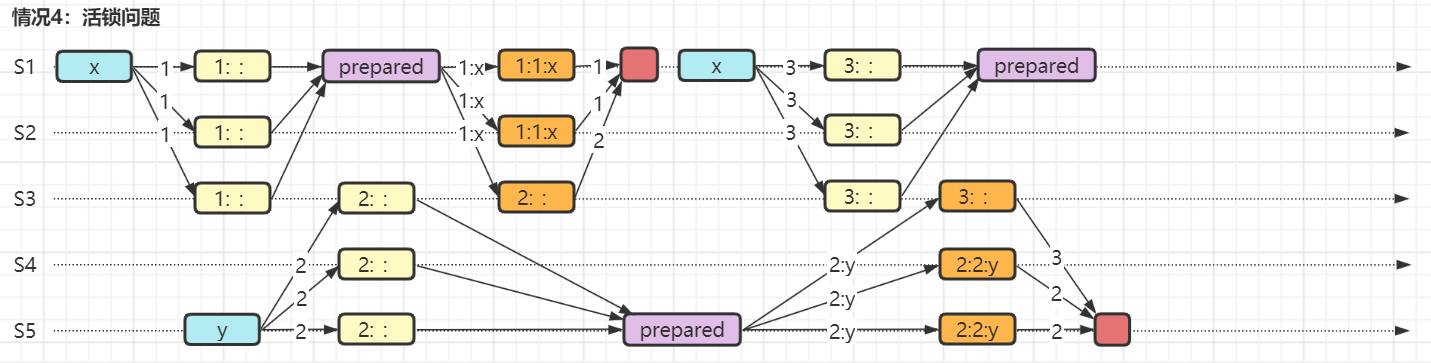 情况4：活锁问题
S1 x 1 1: : prepared 1:x 1:1:x 1 x 3 3: : prepared
1 1:x 1 3
S2 1 1: : 1:x 1:1:x 2 3 3: :
S3 1: : 2: : 2: : 3: : 3: :
S4 2 2: : 2:y 2:2:y 3
2 2:y 2
S5 y 2 2: : prepared 2:y 2:2:y 2